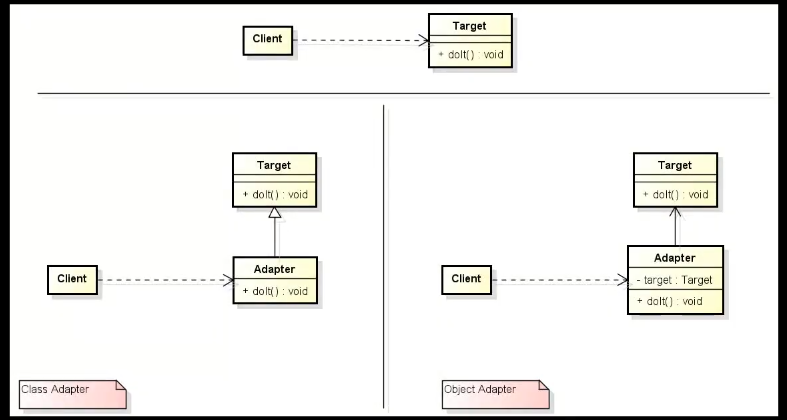 Client
Target
+ doIt() : void
Target
+ doIt() : void
Client
Adapter
+ doIt() : void
Class Adapter
Target
+ doIt() : void
Client
Adapter
- target : Target
+ doIt() : void
Object Adapter